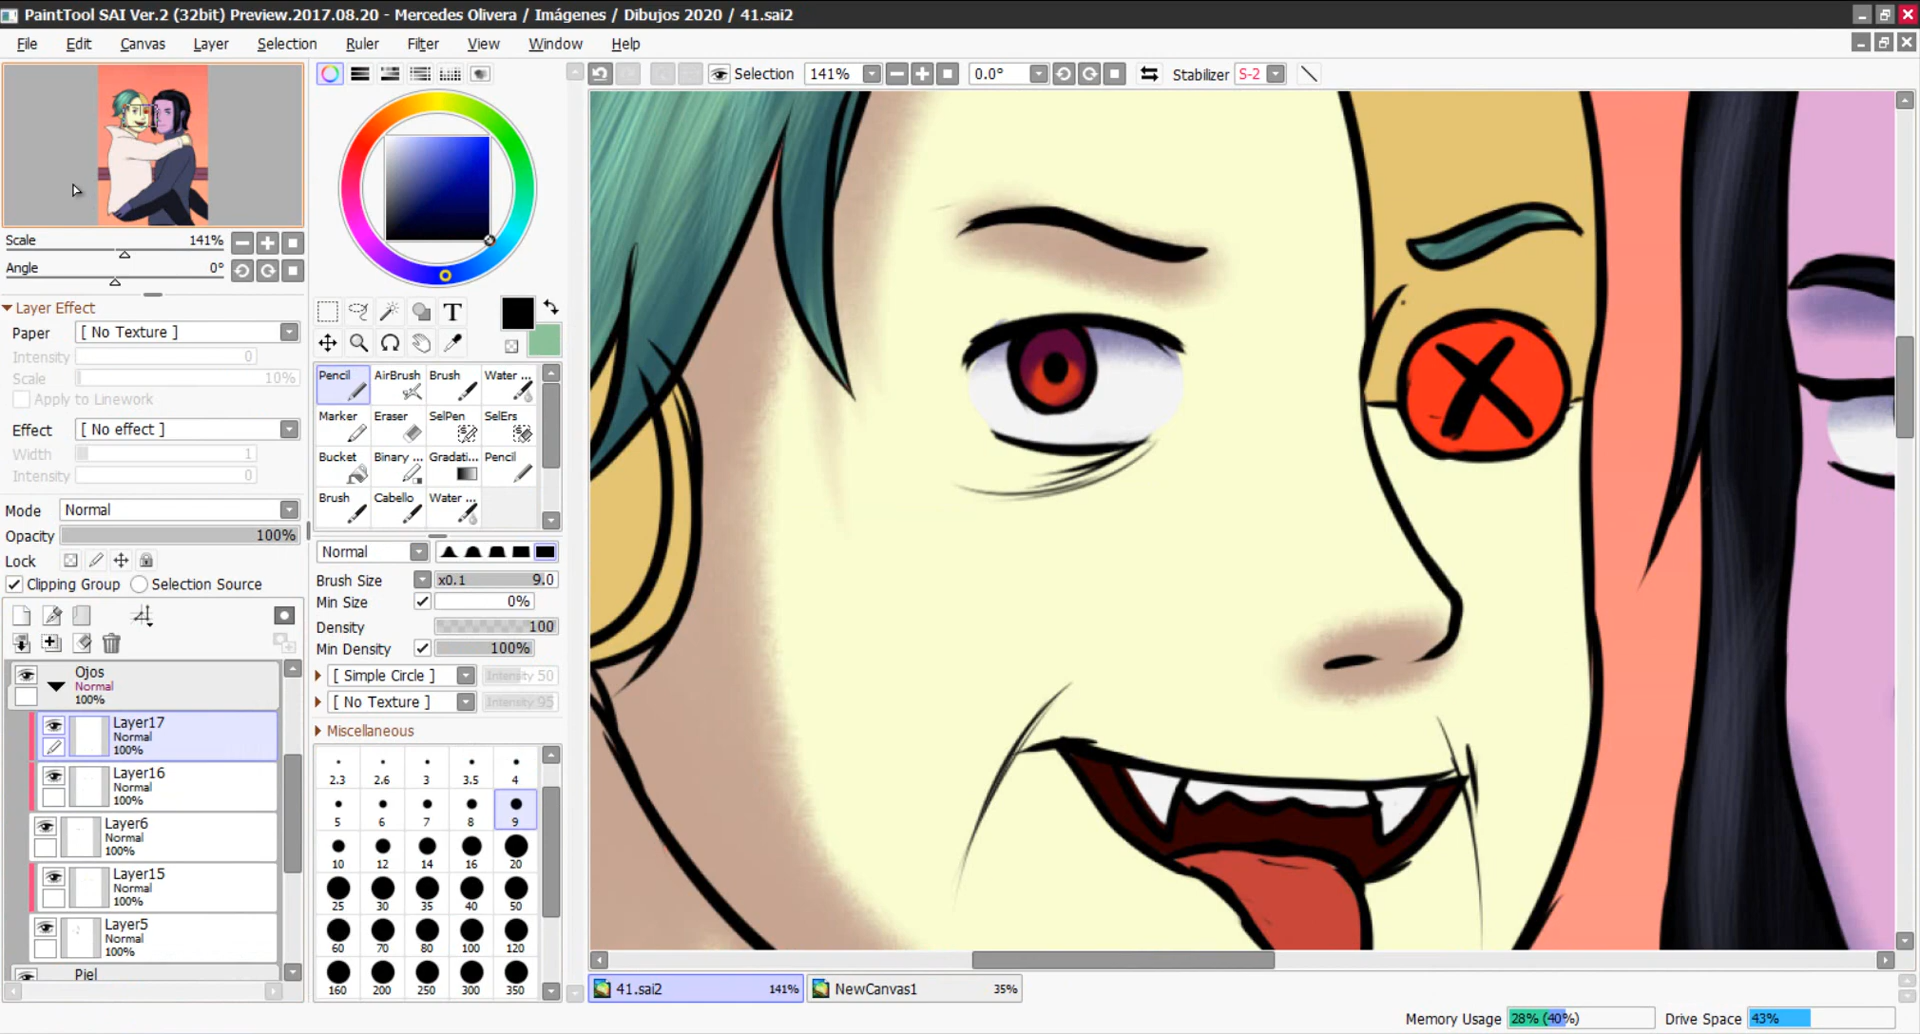 PaintTool SAI Ver.2 (32bit) Preview.2017.08.20 - Mercedes Olivera / Imágenes / Dibujos 2020 / 41.sai2
File Edit Canvas Layer Selection Ruler Filter View Window Help
Selection 141% 0.0° Stabilizer S-2
Scale 141%
Angle 0°
Layer Effect
Paper [ No Texture ]
Intensity 0
Scale 10%
Apply to Linework
Effect [ No effect ]
Width 1
Intensity 0
Mode Normal
Opacity 100%
Lock
Clipping Group Selection Source
Ojos
Normal
100%
Layer17
Normal
100%
Layer16
Normal
100%
Layer6
Normal
100%
Layer15
Normal
100%
Layer5
Normal
100%
Piel
T
Pencil AirBrush Brush Water ...
Marker Eraser SelPen SelErs
Bucket Binary ... Gradati... Pencil
Brush Cabello Water ...
Normal
Brush Size x0.1 9.0
Min Size 0%
Density 100
Min Density 100%
[ Simple Circle ] Intensity 50
[ No Texture ] Intensity 95
Miscellaneous
2.3 2.6 3 3.5 4
5 6 7 8 9
10 12 14 16 20
25 30 35 40 50
60 70 80 100 120
160 200 250 300 350
41.sai2 141% NewCanvas1 35%
Memory Usage 28% (40%) Drive Space 43%